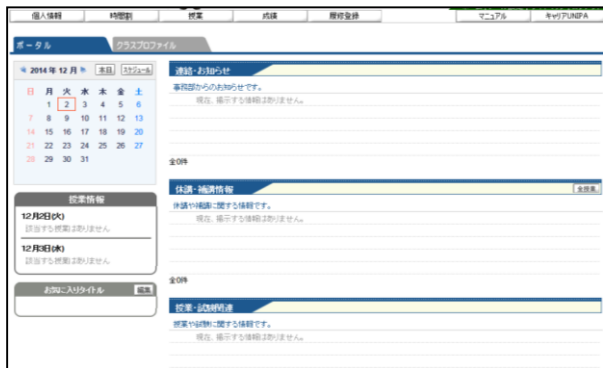 個人情報 時間割 授業 成績 履修登録 マニュアル キャリアUNIPA
ポータル クラスプロファイル
2014年 12月 本日 スケジュール
日 月 火 水 木 金 土
1 2 3 4 5 6
7 8 9 10 11 12 13
14 15 16 17 18 19 20
21 22 23 24 25 26 27
28 29 30 31
授業情報
12月2日(火)
該当する授業はありません
12月3日(水)
該当する授業はありません
お気に入りタイトル 編集
連絡・お知らせ
事務部からのお知らせです。
現在、掲示する情報はありません。
全0件
休講・補講情報 全授業
休講や補講に関する情報です。
現在、掲示する情報はありません。
全0件
授業・試験関連
授業や試験に関する情報です。
現在、掲示する情報はありません。